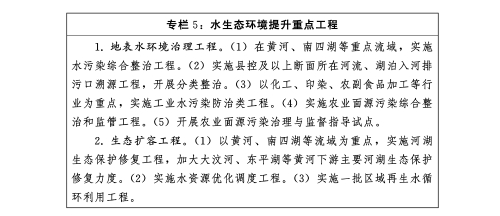 专栏 5：水生态环境提升重点工程
1. 地表水环境治理工程。（1）在黄河、南四湖等重点流域，实施
水污染综合整治工程。（2）实施县控及以上断面所在河流、湖泊入河排
污口溯源工程，开展分类整治。（3）以化工、印染、农副食品加工等行
业为重点，实施工业水污染防治类工程。（4）实施农业面源污染综合整
治和监管工程。（5）开展农业面源污染治理与监督指导试点。
2. 生态扩容工程。（1）以黄河、南四湖等流域为重点，实施河湖
生态保护修复工程，加大大汶河、东平湖等黄河下游主要河湖生态保护
修复力度。（2）实施水资源优化调度工程。（3）实施一批区域再生水循
环利用工程。